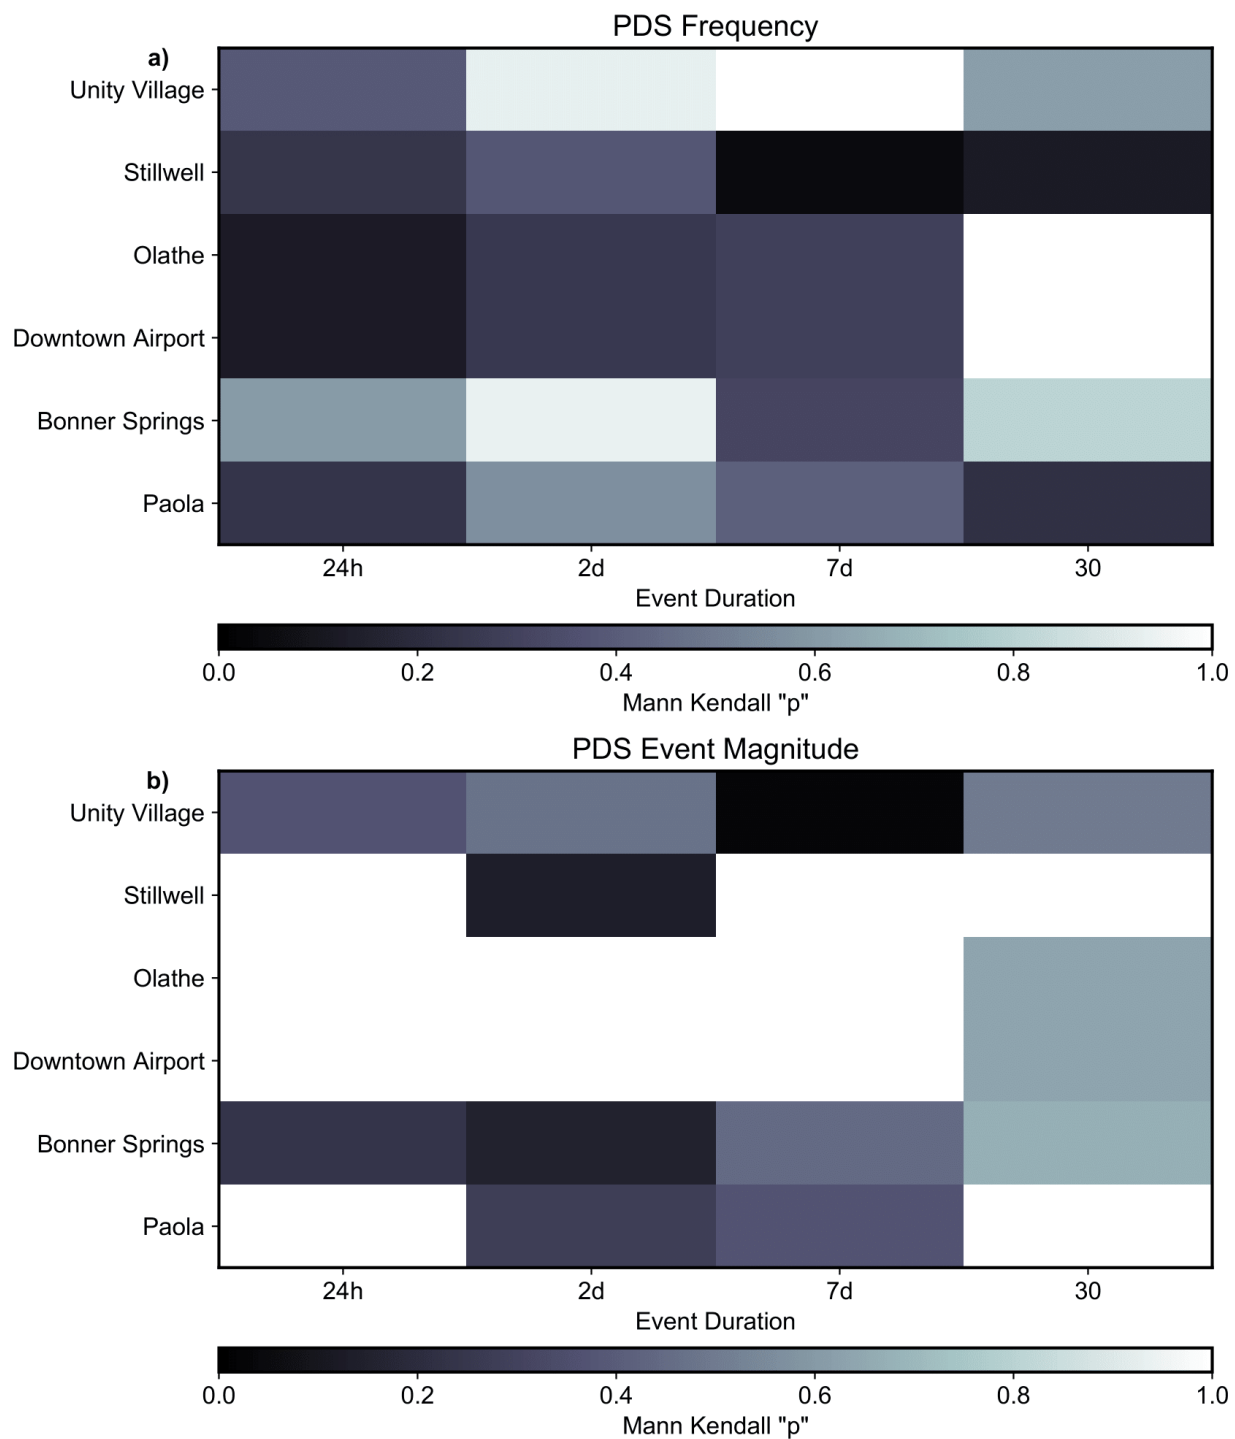 PDS Frequency
a)
Unity Village
Stillwell
Olathe
Downtown Airport
Bonner Springs
Paola
24h 2d 7d 30
Event Duration
0.0 0.2 0.4 0.6 0.8 1.0
Mann Kendall "p"
PDS Event Magnitude
b)
Unity Village
Stillwell
Olathe
Downtown Airport
Bonner Springs
Paola
24h 2d 7d 30
Event Duration
0.0 0.2 0.4 0.6 0.8 1.0
Mann Kendall "p"